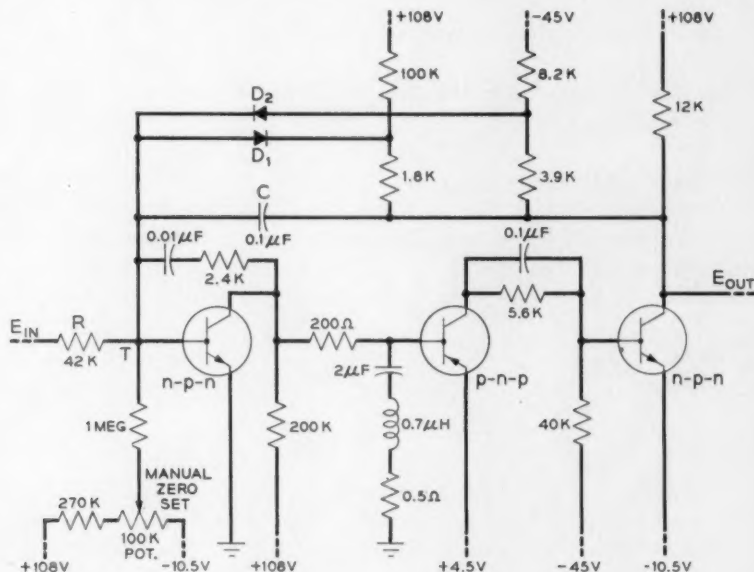 +108V -45V +108V
100K 8.2K
D2
12K
D1
1.8K 3.9K
C
0.01μF 0.1μF 0.1μF
2.4K
EIN R
5.6K
EOUT
42K T
200Ω
n-p-n 2μF p-n-p n-p-n
1 MEG 200K 0.7μH 40K
MANUAL
ZERO
SET
270K 0.5Ω
100K
POT.
+108V -10.5V +108V +4.5V -45V -10.5V